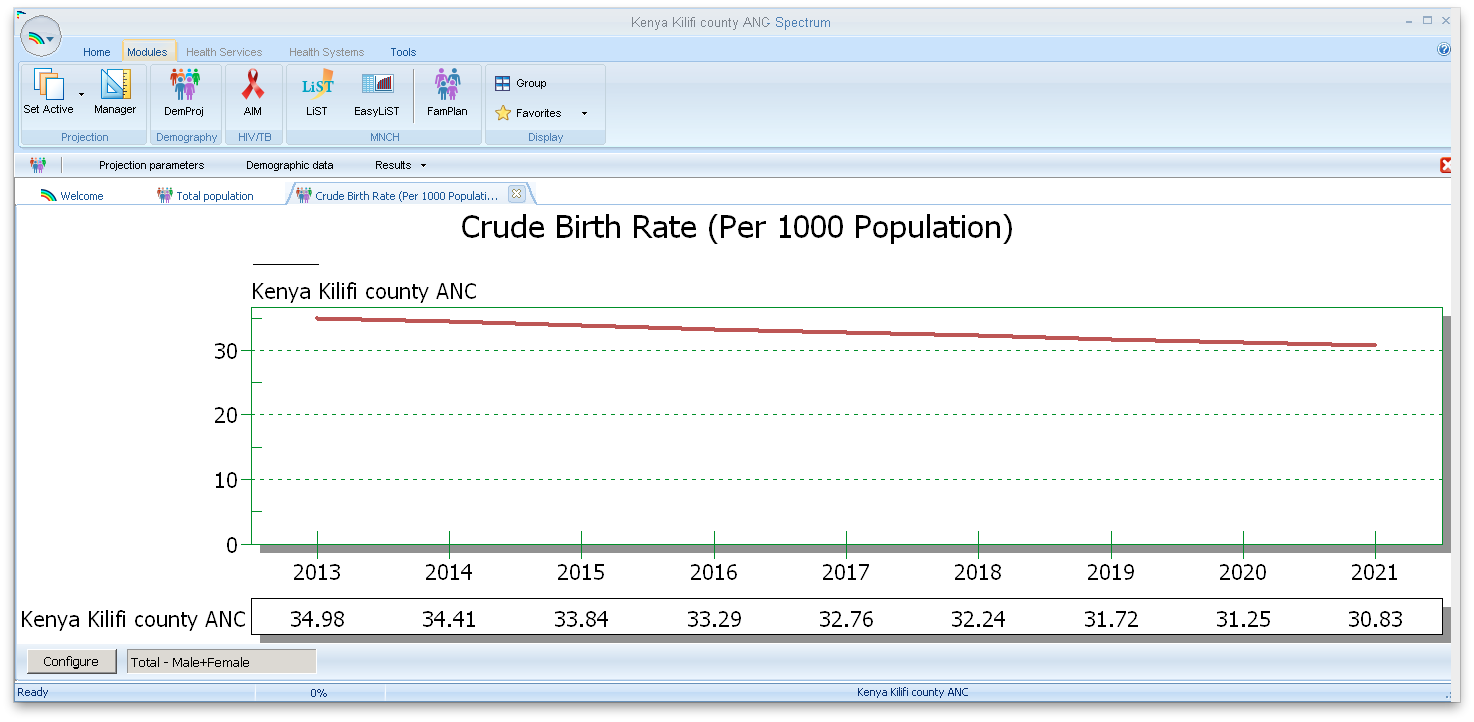 Kenya Kilifi county ANG Spectrum
Home Modules Health Services Health Systems Tools
Set Active Manager DemProj AIM LiST LiST EasyLiST FamPlan Group
Favorites
Projection Demography HIV/TB MNCH Display
Projection parameters Demographic data Results
Welcome Total population Crude Birth Rate (Per 1000 Populati...
Crude Birth Rate (Per 1000 Population)
Kenya Kilifi county ANC
30
20
10
0
2013 2014 2015 2016 2017 2018 2019 2020 2021
Kenya Kilifi county ANC 34.98 34.41 33.84 33.29 32.76 32.24 31.72 31.25 30.83
Configure Total - Male+Female
Ready 0% Kenya Kilifi county ANC